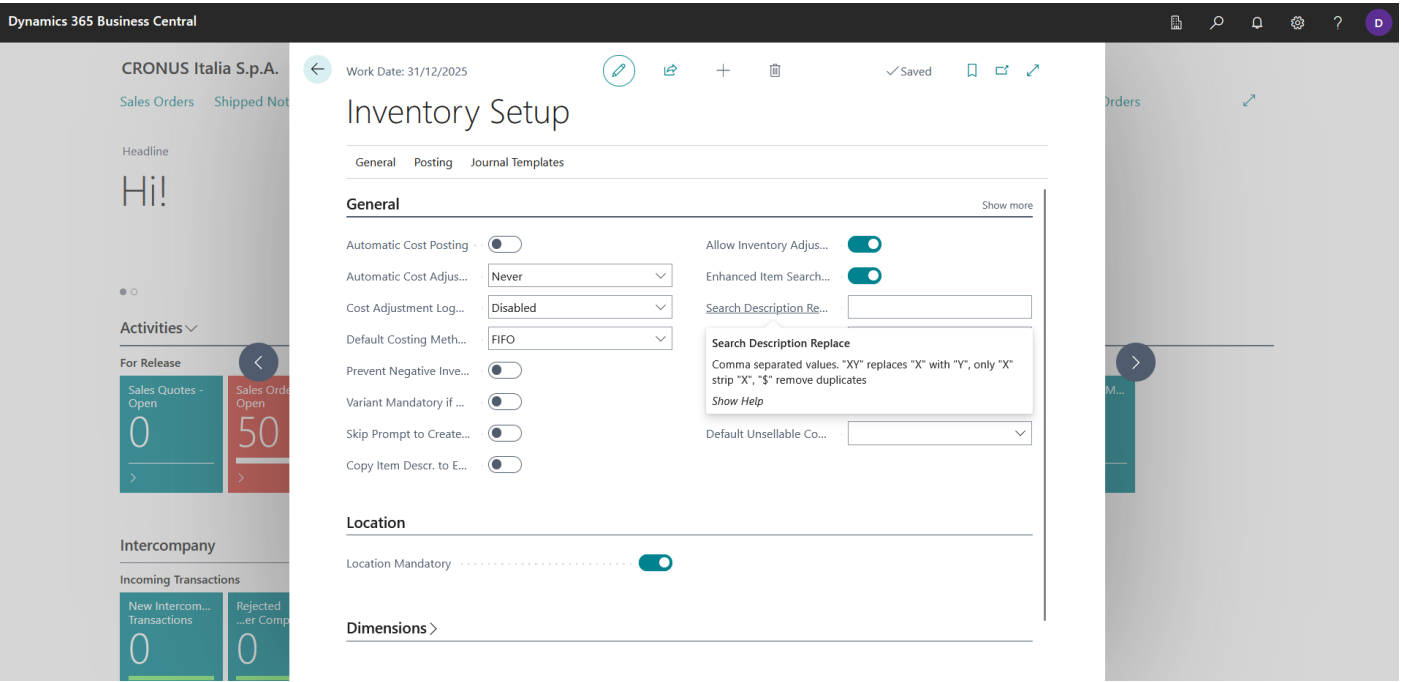 Dynamics 365 Business Central
D
CRONUS Italia S.p.A.
Sales Orders Shipped Not
Orders
Headline
Hi!
Activities
For Release
Sales Quotes - Open
0
Sales Orde
Open
50
M...
Intercompany
Incoming Transactions
New Intercom...
Transactions
0
Rejected
...er Comp
0
Work Date: 31/12/2025
Saved
Inventory Setup
General Posting Journal Templates
General
Show more
Automatic Cost Posting
Automatic Cost Adjus... Never
Cost Adjustment Log... Disabled
Default Costing Meth... FIFO
Prevent Negative Inve...
Variant Mandatory if ...
Skip Prompt to Create...
Copy Item Descr. to E...
Allow Inventory Adjus...
Enhanced Item Search...
Search Description Re...
Search Description Replace
Comma separated values. "XY" replaces "X" with "Y", only "X"
strip "X", "$" remove duplicates
Show Help
Default Unsellable Co...
Location
Location Mandatory
Dimensions